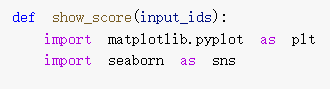 def show_score(input_ids):
    import matplotlib.pyplot as plt
    import seaborn as sns